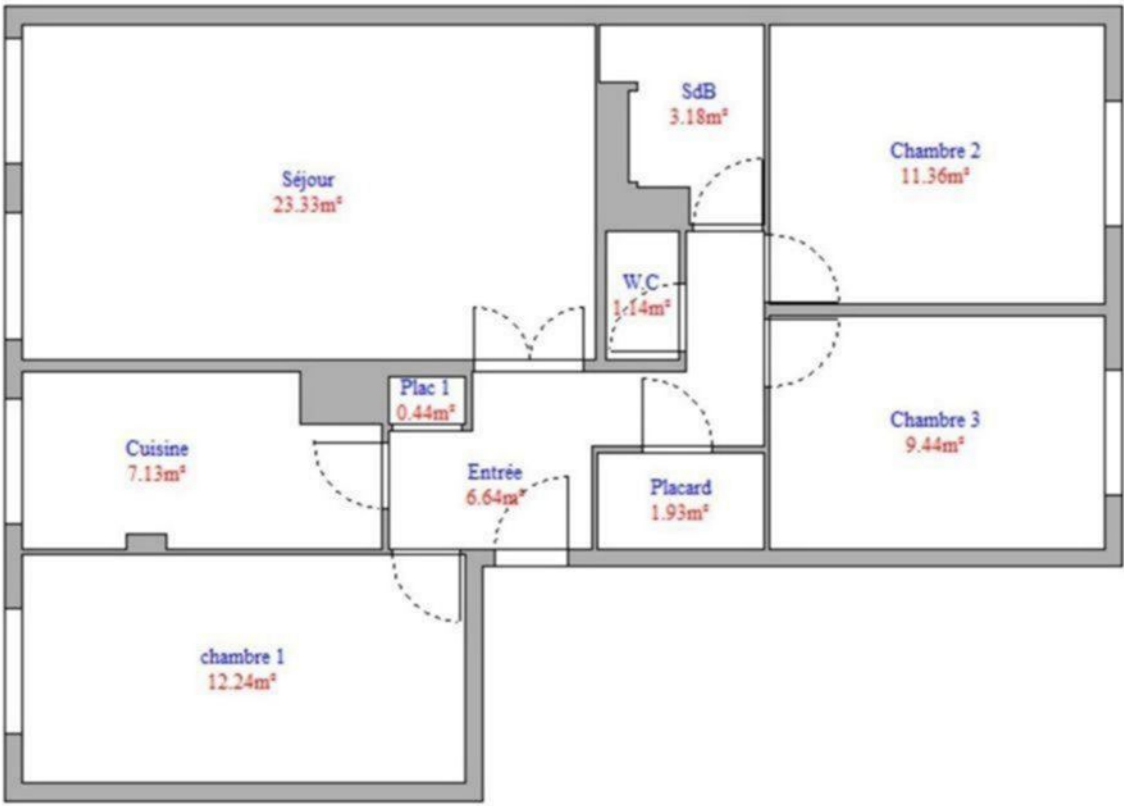 SdB
3.18m²
Chambre 2
11.36m²
Séjour
23.33m²
W.C
1.14m²
Plac 1
0.44m²
Chambre 3
9.44m²
Cuisine
7.13m²
Entrée
6.64m²
Placard
1.93m²
chambre 1
12.24m²